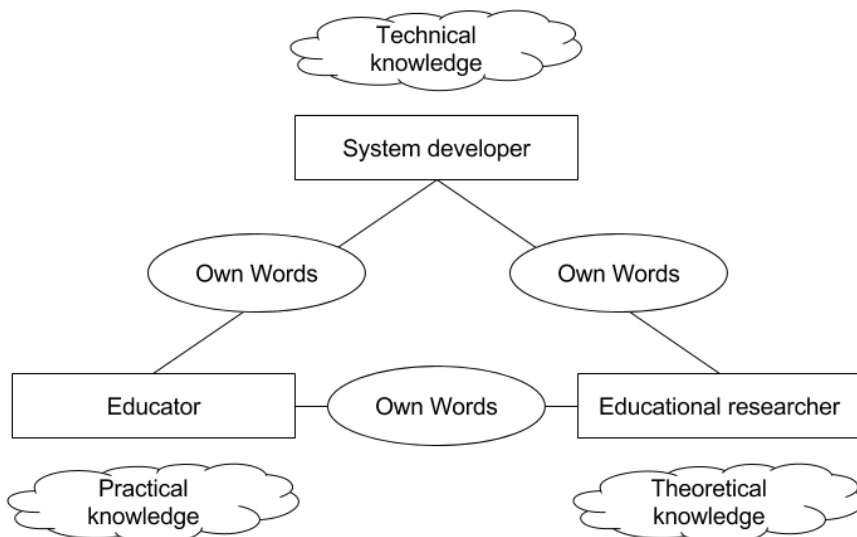 Technical
knowledge
System developer
Own Words
Own Words
Educator
Own Words
Educational researcher
Practical
knowledge
Theoretical
knowledge